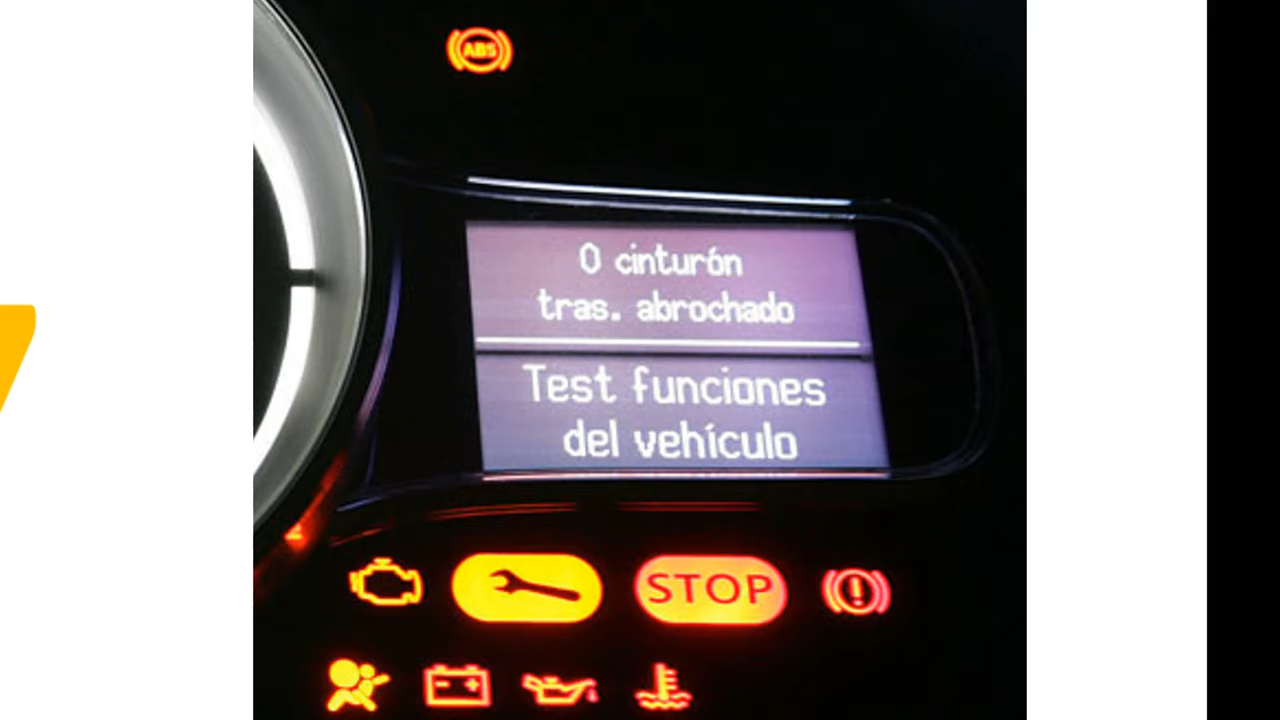 ABS
0 cinturón
tras. abrochado
Test funciones
del vehículo
STOP